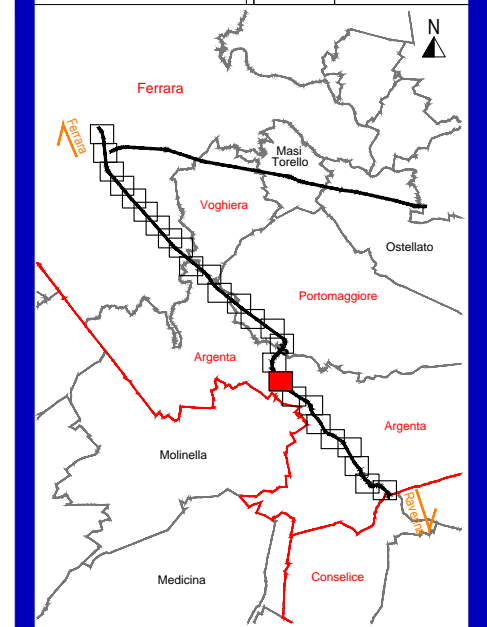 N
Ferrara
Ferrara
Masi
Torello
Voghiera
Ostellato
Portomaggiore
Argenta
Argenta
Molinella
Ravenna
Medicina
Conselice